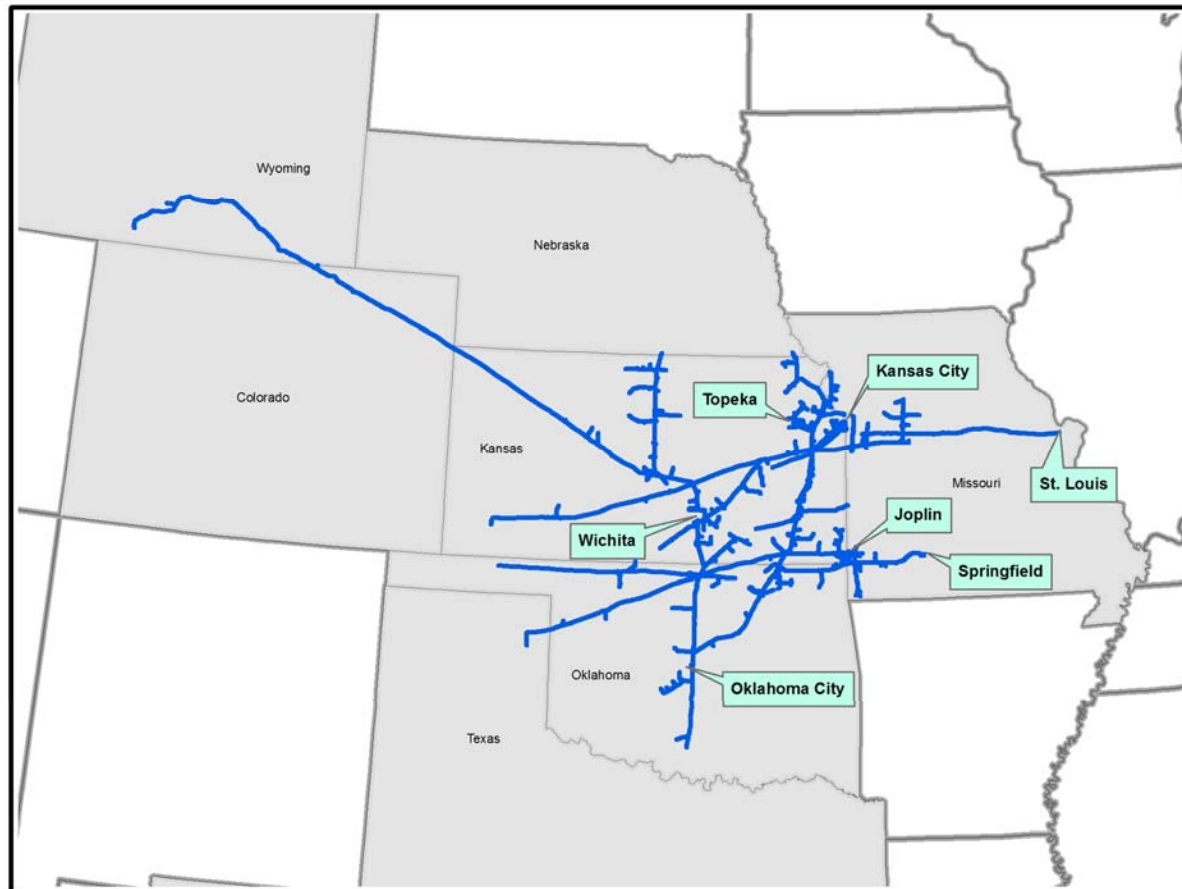 Wyoming
Nebraska
Kansas City
Topeka
Colorado
Kansas
Missouri
St. Louis
Joplin
Wichita
Springfield
Oklahoma
Oklahoma City
Texas